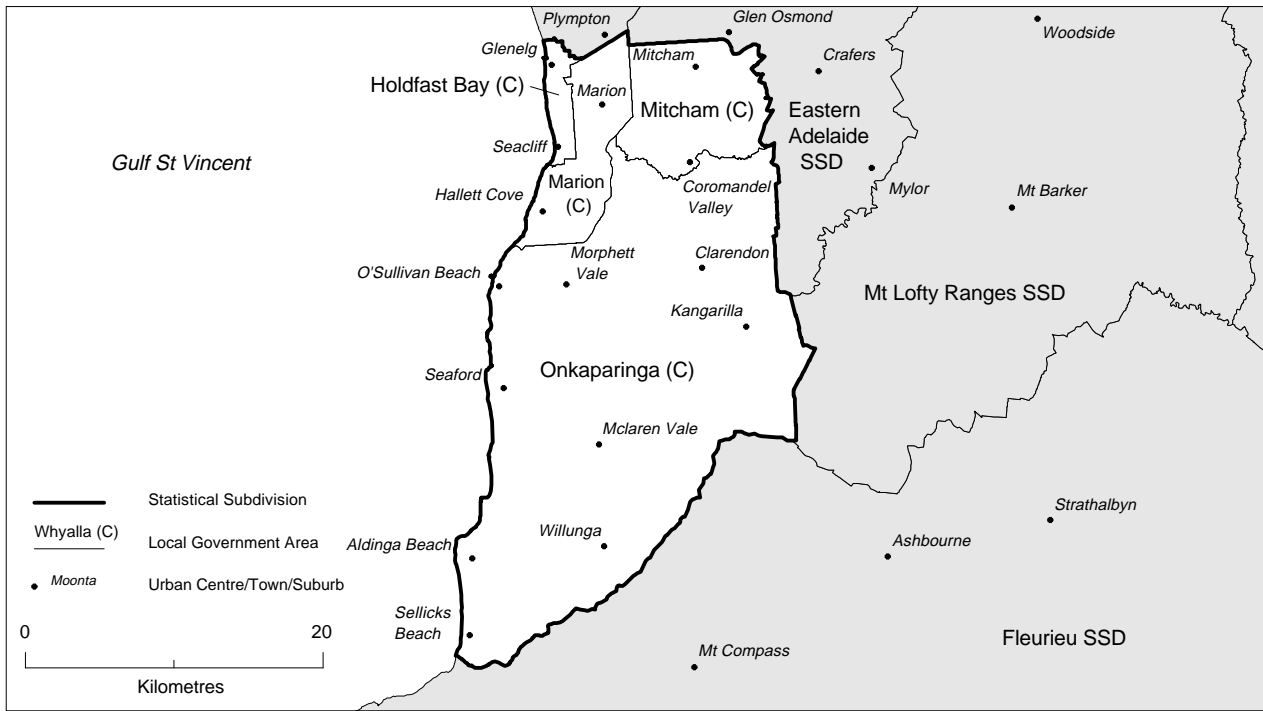 Plympton
Glen Osmond
Woodside
Glenelg
Mitcham
Crafers
Holdfast Bay (C)
Marion
Mitcham (C)
Eastern
Adelaide
SSD
Seacliff
Gulf St Vincent
Marion
(C)
Hallett Cove
Coromandel
Valley
Mylor
Mt Barker
O'Sullivan Beach
Morphett
Vale
Clarendon
Mt Lofty Ranges SSD
Kangarilla
Onkaparinga (C)
Seaford
Mclaren Vale
Statistical Subdivision
Whyalla (C)
Local Government Area
Moonta
Urban Centre/Town/Suburb
Strathalbyn
Willunga
Aldinga Beach
Ashbourne
Sellicks
Beach
Fleurieu SSD
Mt Compass
0 20
Kilometres